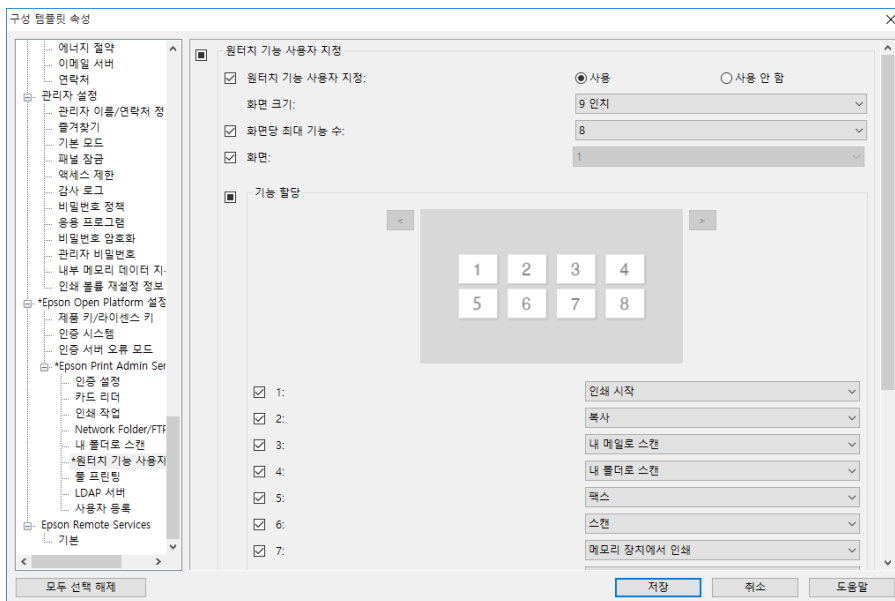 구성 템플릿 속성
에너지 절약
이메일 서버
연락처
관리자 설정
관리자 이름/연락처 정
즐겨찾기
기본 모드
패널 잠금
액세스 제한
감사 로그
비밀번호 정책
응용 프로그램
비밀번호 암호화
관리자 비밀번호
내부 메모리 데이터 지
인쇄 볼륨 재설정 정보
*Epson Open Platform 설정
제품 키/라이센스 키
인증 시스템
인증 서버 오류 모드
*Epson Print Admin Ser
인증 설정
카드 리더
인쇄 작업
Network Folder/FTP
내 폴더로 스캔
*원터치 기능 사용자
풀 프린팅
LDAP 서버
사용자 등록
Epson Remote Services
기본
원터치 기능 사용자 지정
원터치 기능 사용자 지정: 사용 사용 안 함
화면 크기: 9 인치
화면당 최대 기능 수: 8
화면: 1
기능 할당
< >
1 2 3 4
5 6 7 8
1: 인쇄 시작
2: 복사
3: 내 메일로 스캔
4: 내 폴더로 스캔
5: 팩스
6: 스캔
7: 메모리 장치에서 인쇄
모두 선택 해제 저장 취소 도움말